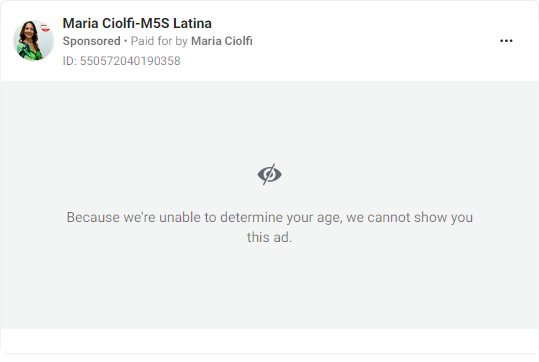 Maria Ciolfi-M5S Latina
Sponsored • Paid for by Maria Ciolfi
ID: 550572040190358
Because we're unable to determine your age, we cannot show you
this ad.